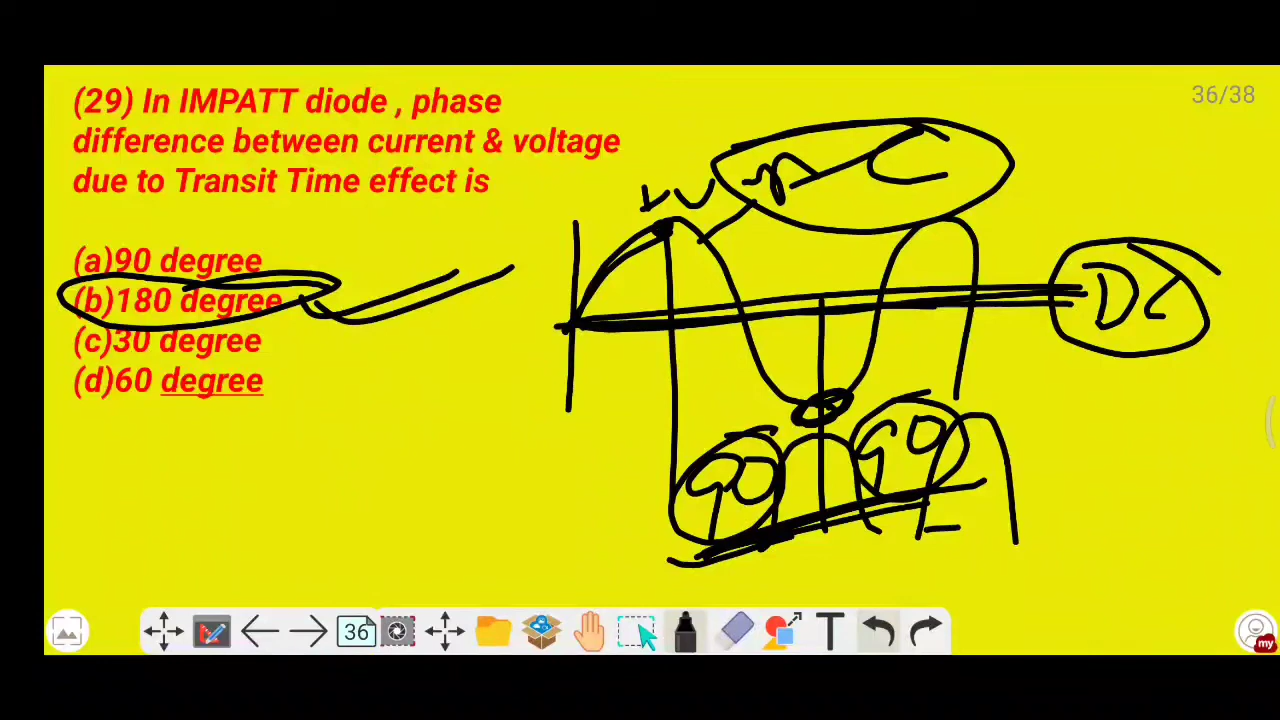 (29) In IMPATT diode , phase
difference between current & voltage
due to Transit Time effect is
(a)90 degree
(b)180 degree
(c)30 degree
(d)60 degree
36/38
DC
90
90
36
T
my